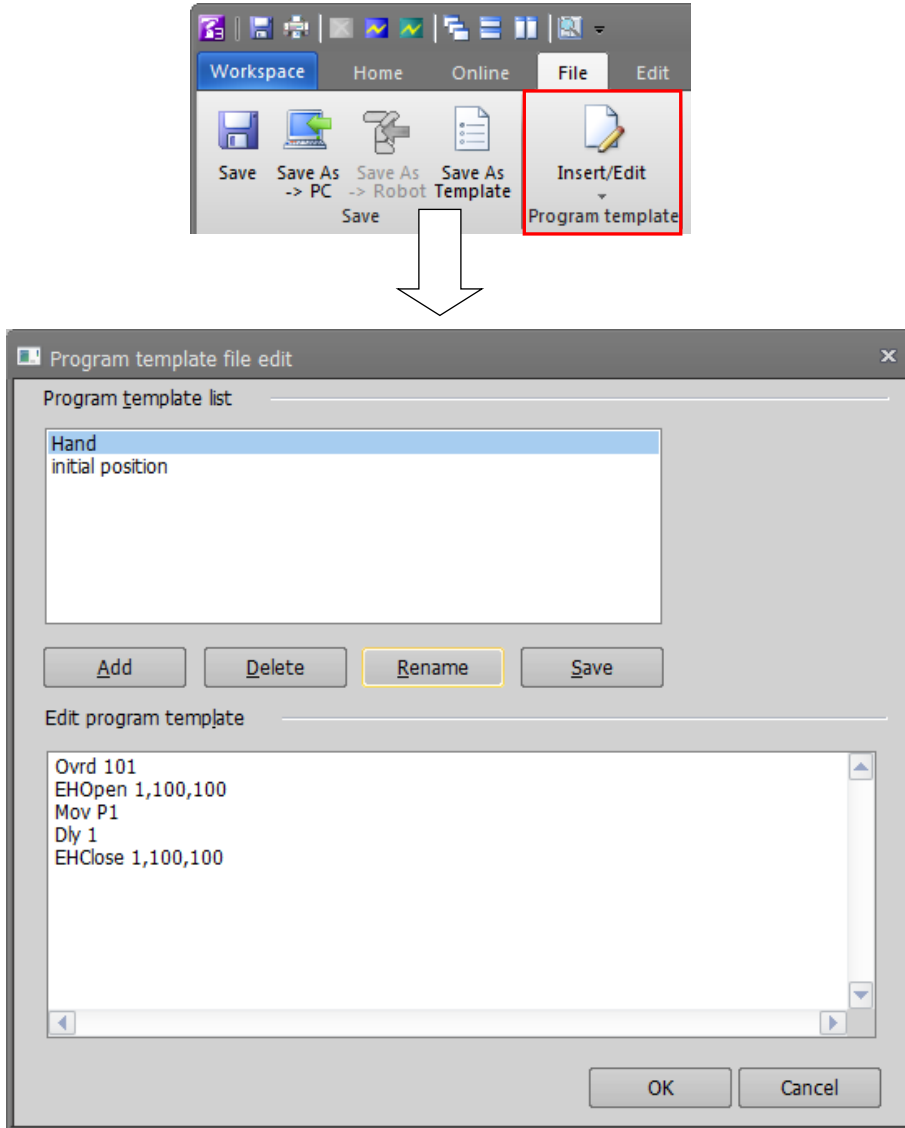 Workspace Home Online File Edit
Save Save As Save As Save As Insert/Edit
-> PC -> Robot Template
Save Program template
Program template file edit
Program template list
Hand
initial position
Add Delete Rename Save
Edit program template
Ovrd 101
EHOpen 1,100,100
Mov P1
Dly 1
EHClose 1,100,100
OK Cancel